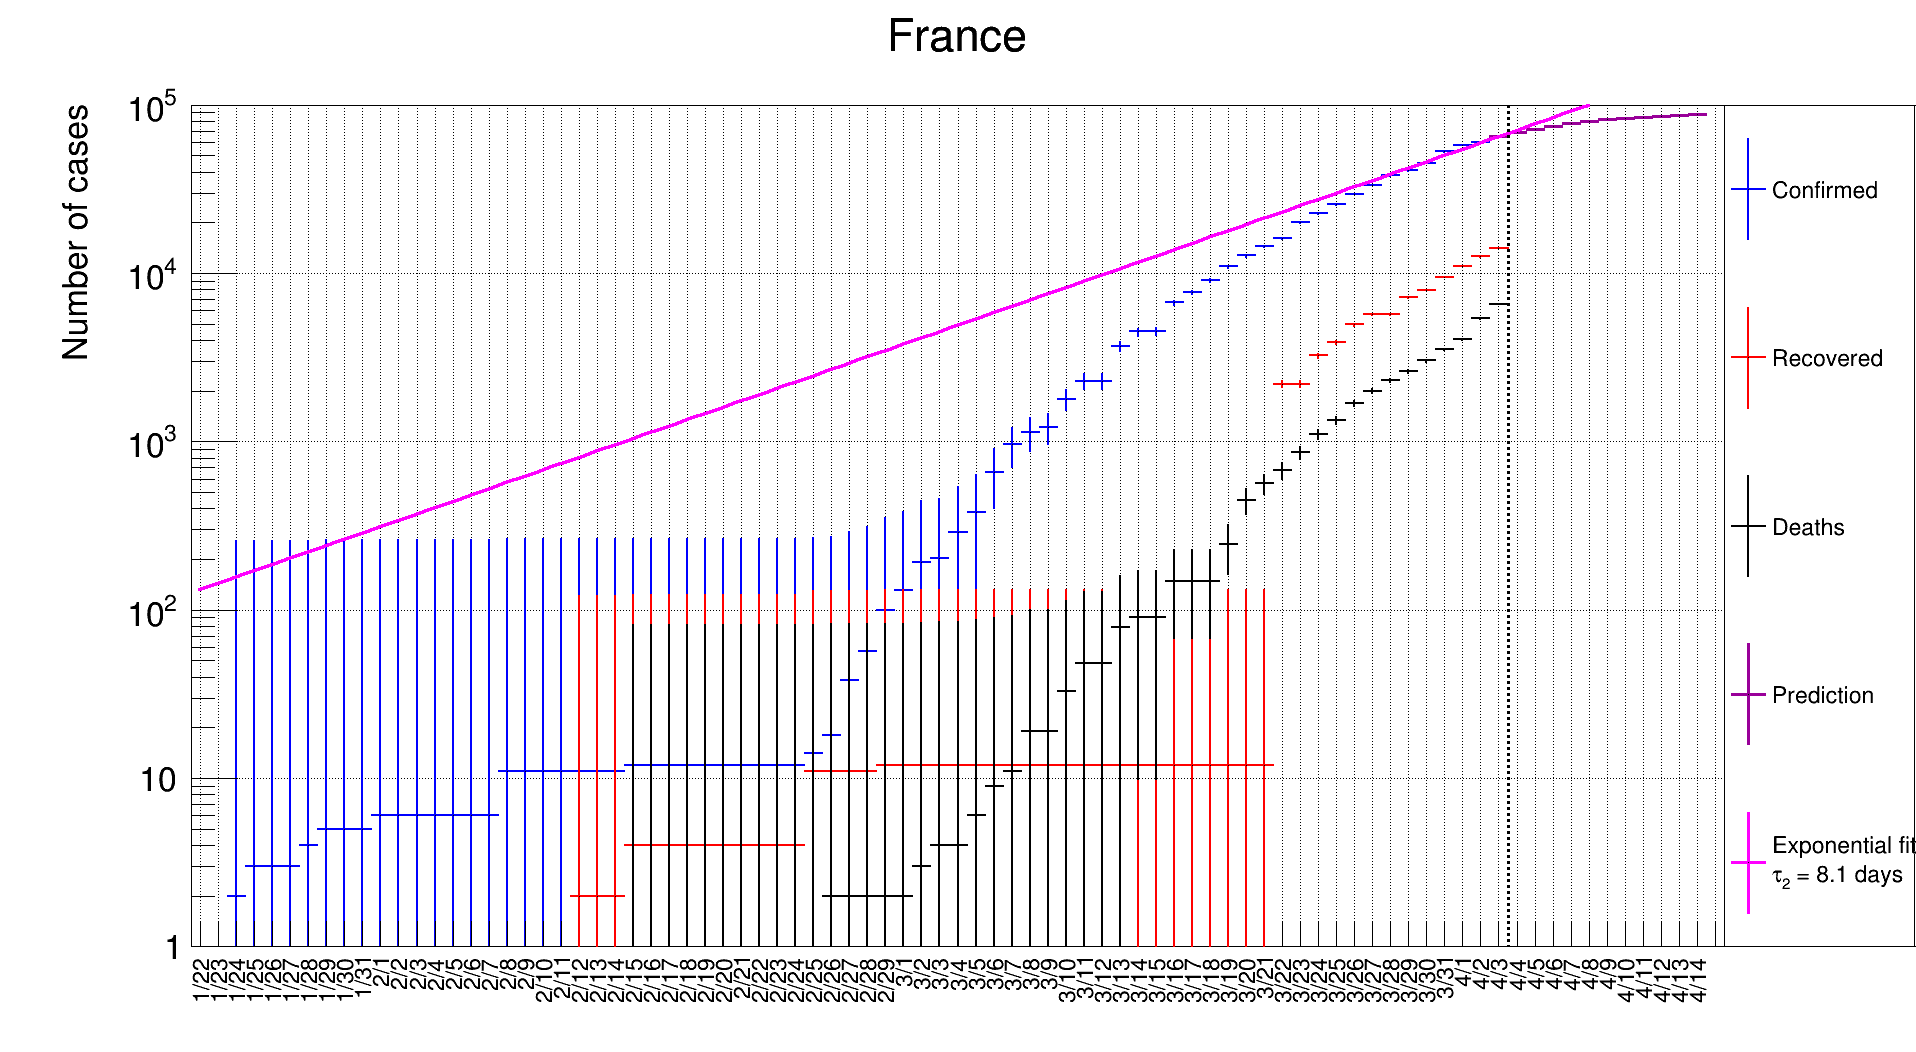 France
Number of cases
10^5
10^4
10^3
10^2
10
1
1/22 1/23 1/24 1/25 1/26 1/27 1/28 1/29 1/30 1/31 2/1 2/2 2/3 2/4 2/5 2/6 2/7 2/8 2/9 2/10 2/11 2/12 2/13 2/14 2/15 2/16 2/17 2/18 2/19 2/20 2/21 2/22 2/23 2/24 2/25 2/26 2/27 2/28 2/29 3/1 3/2 3/3 3/4 3/5 3/6 3/7 3/8 3/9 3/10 3/11 3/12 3/13 3/14 3/15 3/16 3/17 3/18 3/19 3/20 3/21 3/22 3/23 3/24 3/25 3/26 3/27 3/28 3/29 3/30 3/31 4/1 4/2 4/3 4/4 4/5 4/6 4/7 4/8 4/9 4/10 4/11 4/12 4/13 4/14
Confirmed
Recovered
Deaths
Prediction
Exponential fit
τ₂ = 8.1 days